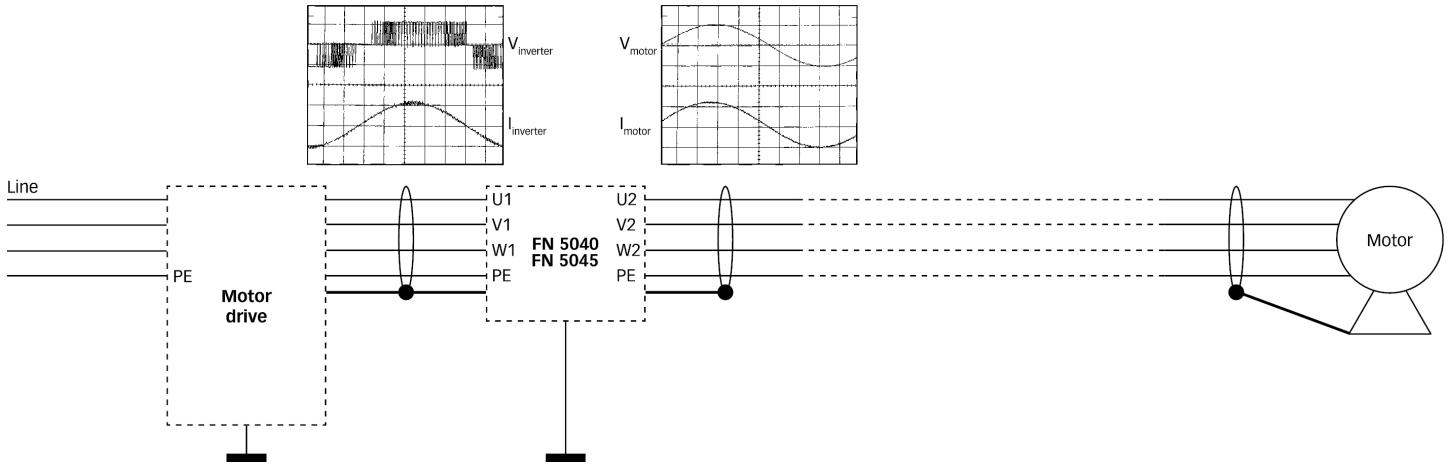 V inverter
I inverter
V motor
I motor
Line
PE
Motor
drive
U1
V1
W1
PE
FN 5040
FN 5045
U2
V2
W2
PE
Motor